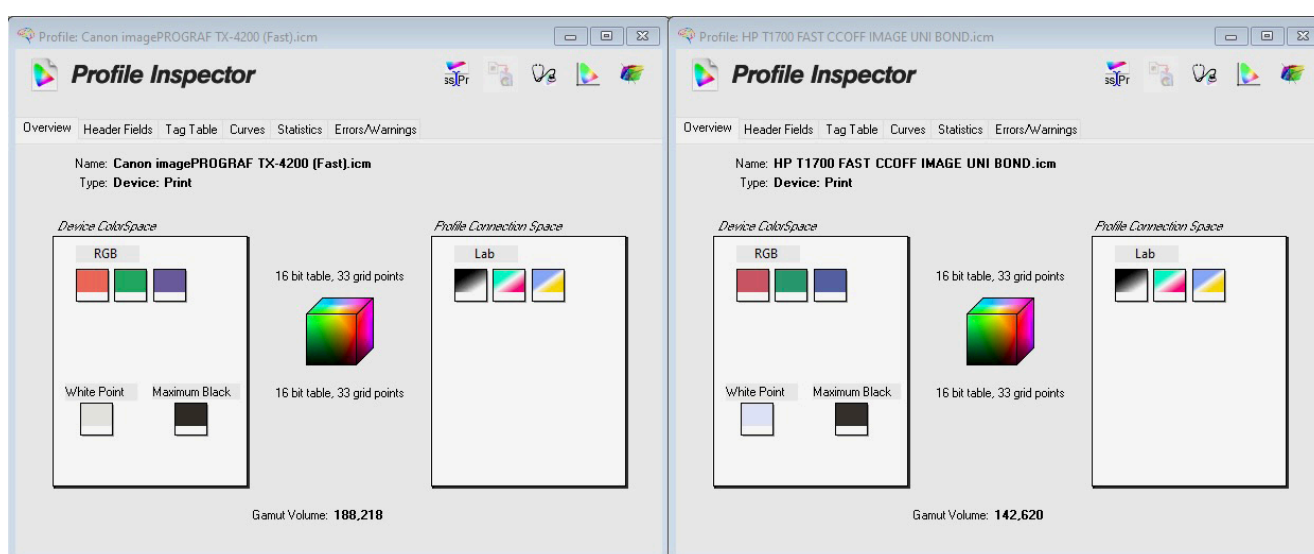 Profile: Canon imagePROGRAF TX-4200 (Fast).icm
Profile Inspector
ss Pr
Overview Header Fields Tag Table Curves Statistics Errors/Warnings
Name: Canon imagePROGRAF TX-4200 (Fast).icm
Type: Device: Print
Device ColorSpace
Profile Connection Space
RGB
Lab
16 bit table, 33 grid points
White Point
Maximum Black
16 bit table, 33 grid points
Gamut Volume: 188,218
Profile: HP T1700 FAST CCOFF IMAGE UNI BOND.icm
Profile Inspector
ss Pr
Overview Header Fields Tag Table Curves Statistics Errors/Warnings
Name: HP T1700 FAST CCOFF IMAGE UNI BOND.icm
Type: Device: Print
Device ColorSpace
Profile Connection Space
RGB
Lab
16 bit table, 33 grid points
White Point
Maximum Black
16 bit table, 33 grid points
Gamut Volume: 142,620